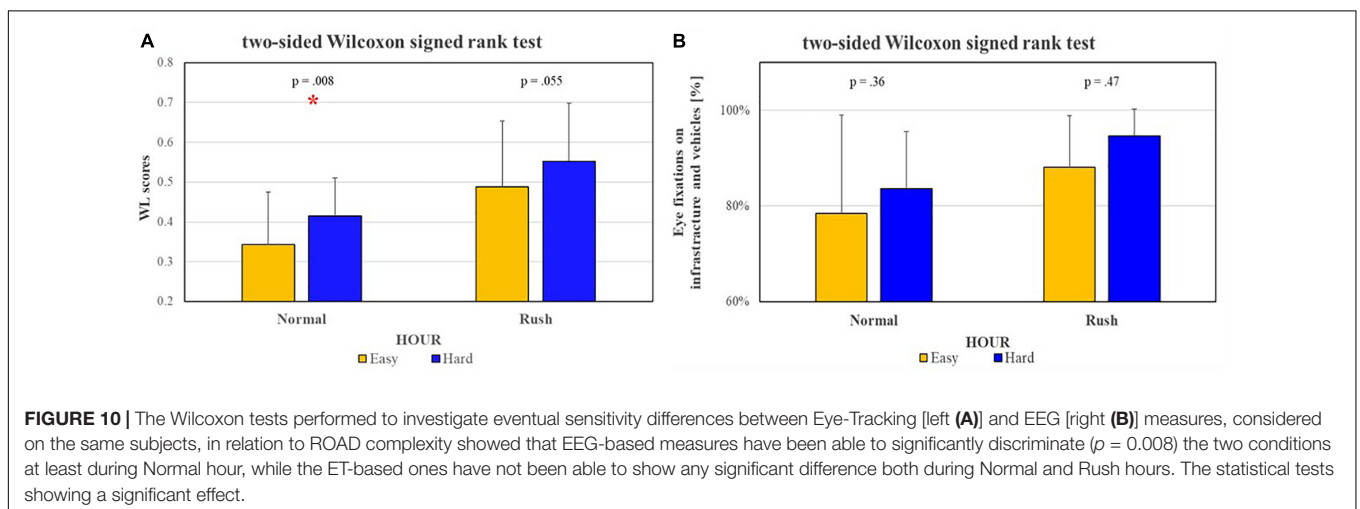 A
two-sided Wilcoxon signed rank test
0.8
0.7
0.6
0.5
0.4
0.3
0.2
WL scores
p = .008
*
p = .055
Normal
Rush
HOUR
Easy
Hard
B
two-sided Wilcoxon signed rank test
100%
80%
60%
Eye fixations on
infrastracture and vehicles [%]
p = .36
p = .47
Normal
Rush
HOUR
Easy
Hard
FIGURE 10 | The Wilcoxon tests performed to investigate eventual sensitivity differences between Eye-Tracking [left (A)] and EEG [right (B)] measures, considered
on the same subjects, in relation to ROAD complexity showed that EEG-based measures have been able to significantly discriminate (p = 0.008) the two conditions
at least during Normal hour, while the ET-based ones have not been able to show any significant difference both during Normal and Rush hours. The statistical tests
showing a significant effect.